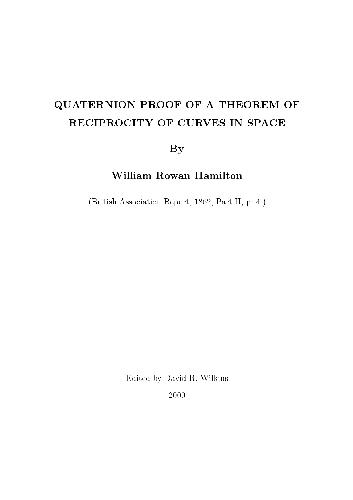 QUATERNION PROOF OF A THEOREM OF
RECIPROCITY OF CURVES IN SPACE
By
William Rowan Hamilton
(British Association Report, 1862, Part II, p. 4.)
Edited by David R. Wilkins
2000